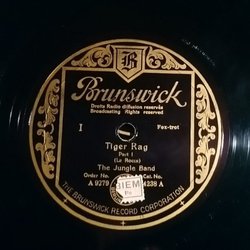 B
Brunswick
Droits Radio diffusion reservés
Broadcasting Rights reserved
I
Fox-trot
Tiger Rag
Part I
(La Rocca)
The Jungle Band
Order No. Cat. No.
A 9279 4238 A
BIEM
THE BRUNSWICK RECORD CORPORATION